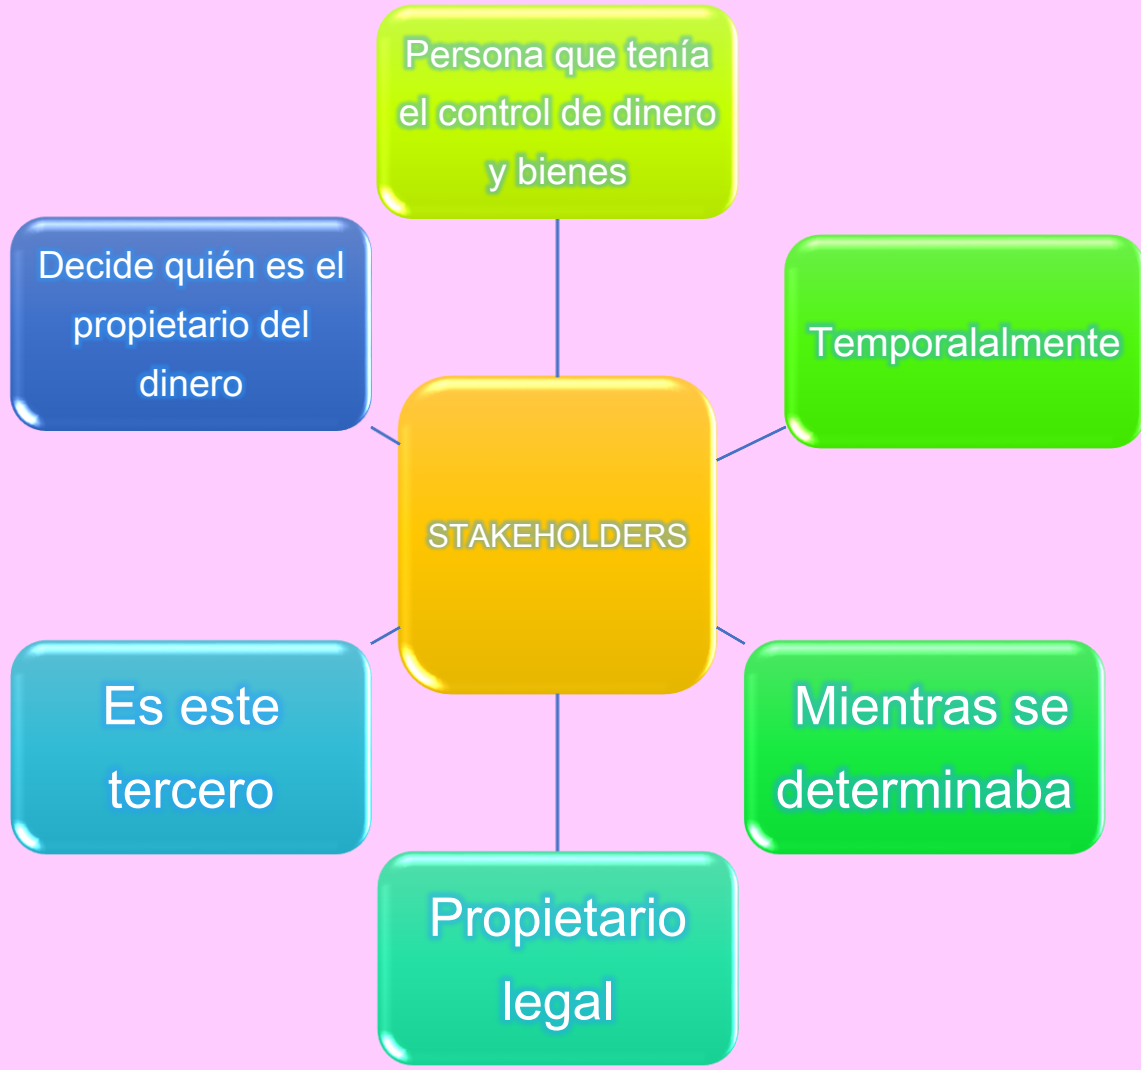 Persona que tenía
el control de dinero
y bienes
Temporalalmente
Mientras se
determinaba
Propietario
legal
Es este
tercero
Decide quién es el
propietario del
dinero
STAKEHOLDERS